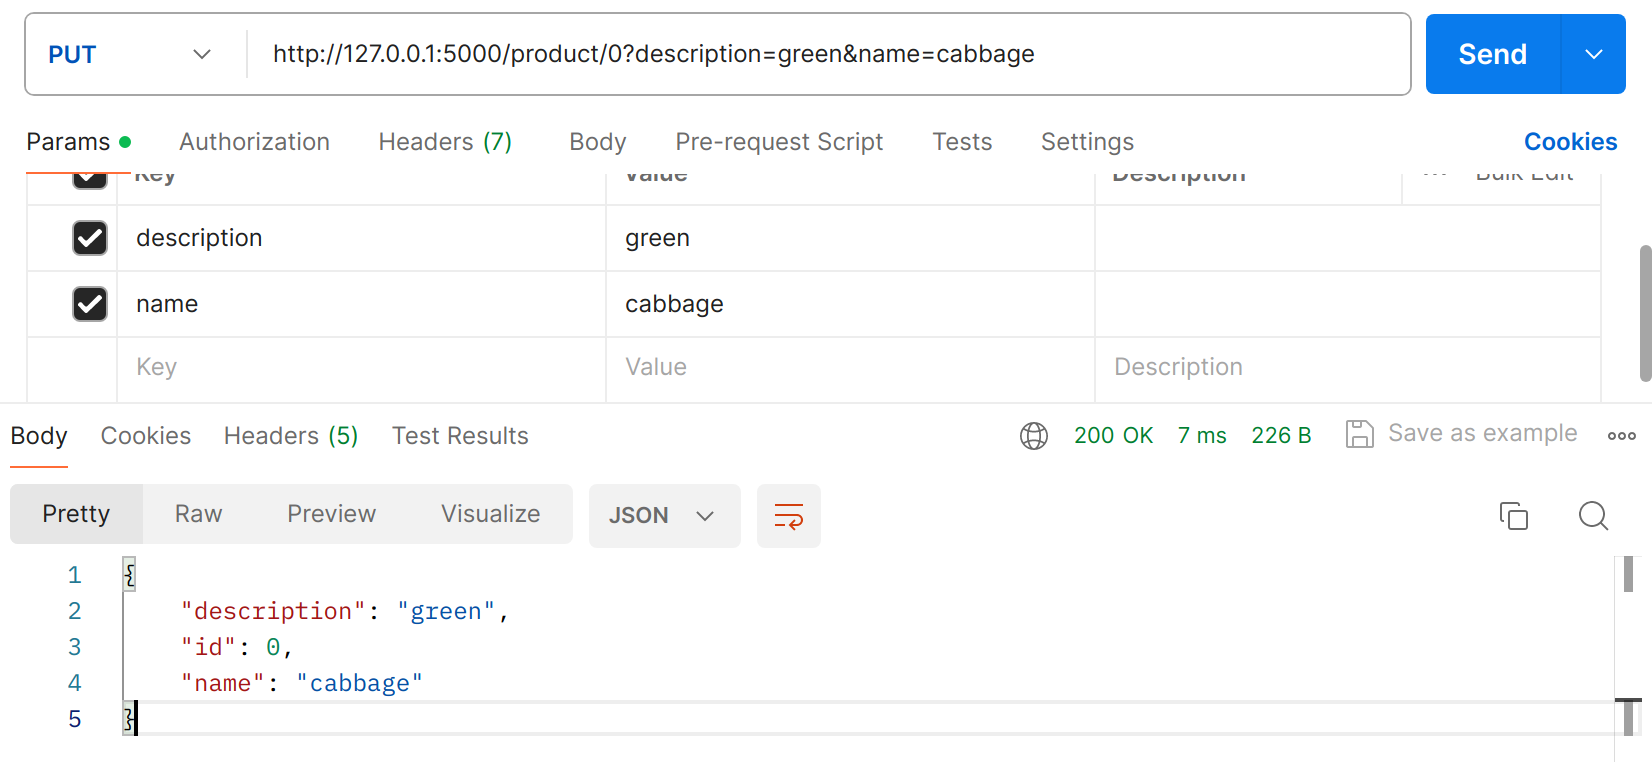 PUT http://127.0.0.1:5000/product/0?description=green&name=cabbage Send
Params Authorization Headers (7) Body Pre-request Script Tests Settings Cookies
Key Value Description Bulk Edit
description green
name cabbage
Key Value Description
Body Cookies Headers (5) Test Results 200 OK 7 ms 226 B Save as example
Pretty Raw Preview Visualize JSON
1 {
2 "description": "green",
3 "id": 0,
4 "name": "cabbage"
5 }